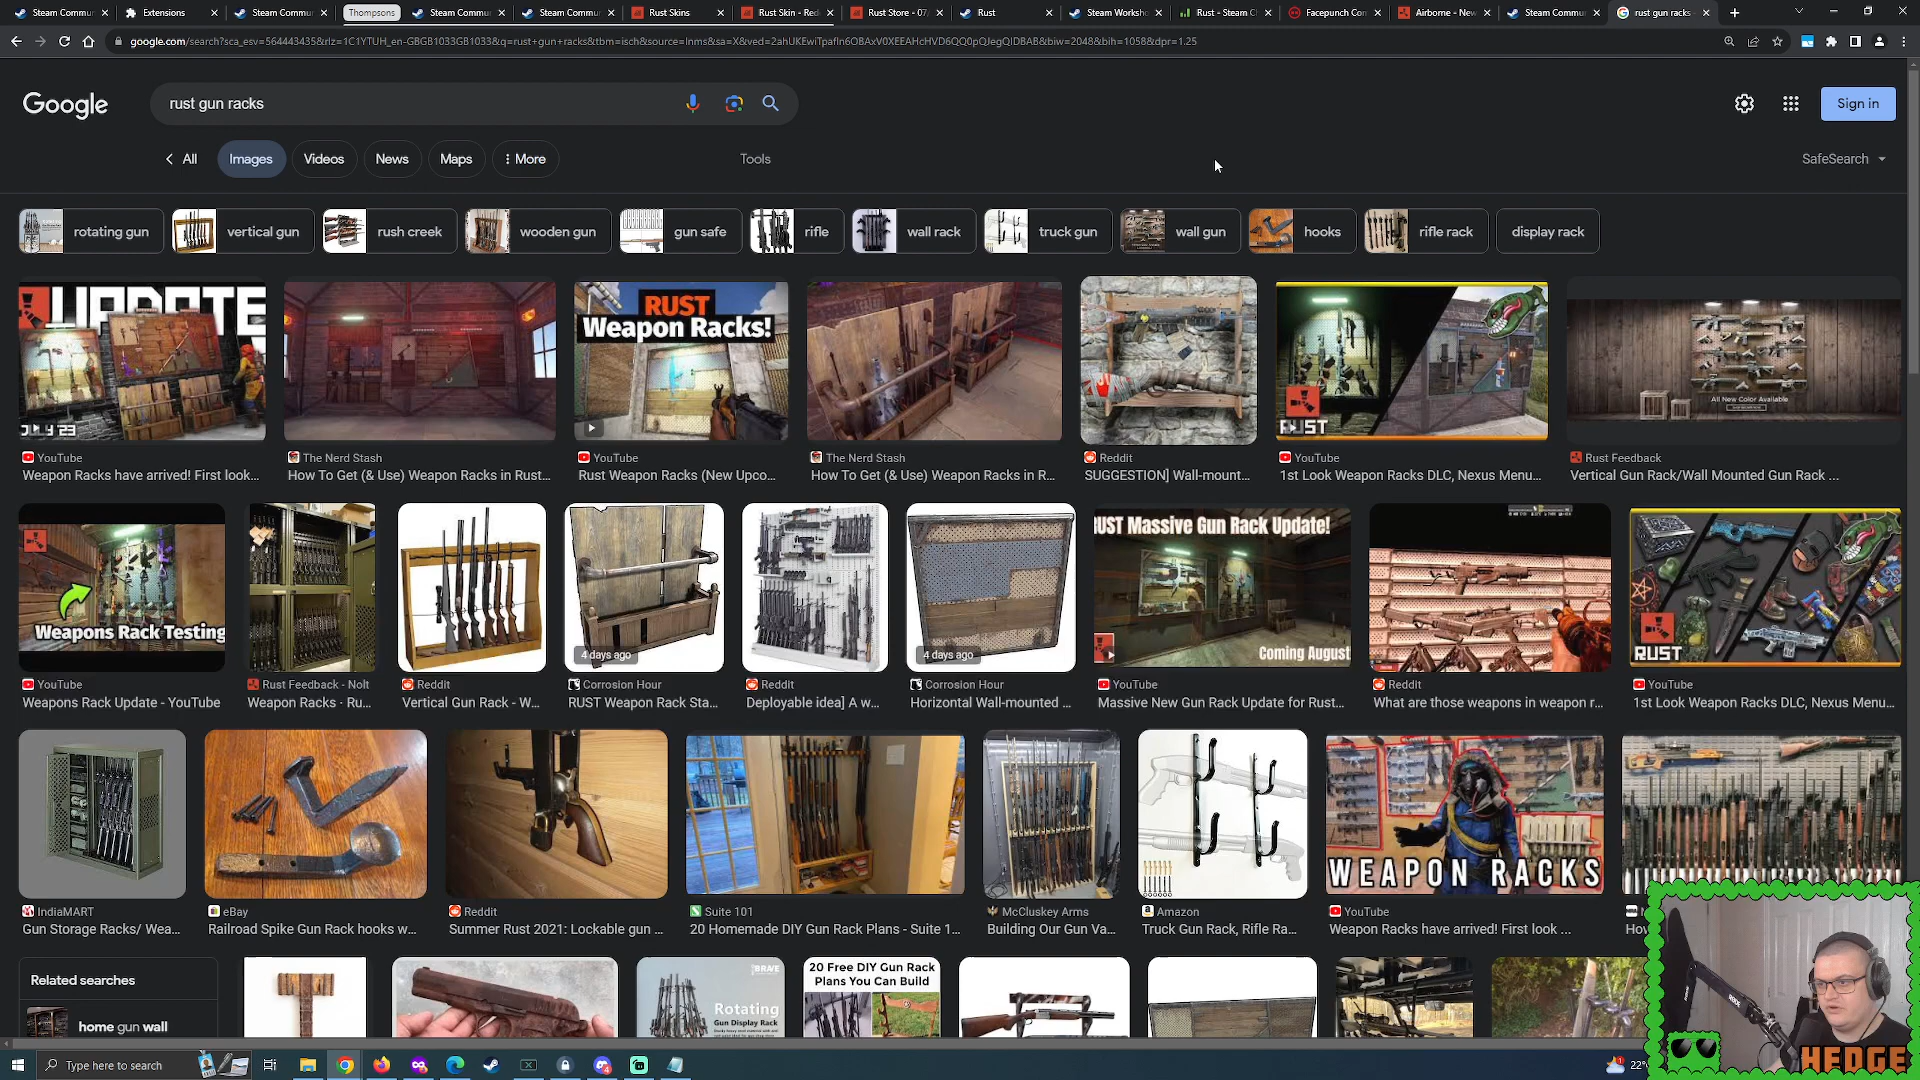 Steam Commu
Extensions
Steam Commu
Thompsons
Steam Commu
Steam Commu
Rust Skins
Rust Skin - Red
Rust Store - 07/
Rust
Steam Worksho
Rust - Steam C
Facepunch Con
Airborne - New
Steam Commu
rust gun racks
google.com/search?sca_esv=564443435&rlz=1C1YTUH_en-GBGB1033GB1033&q=rust+gun+racks&tbm=isch&source=lnms&sa=X&ved=2ahUKEwiTpafIn6OBAxV0XEEAHcHVD6QQ0pQJegQIDBAB&biw=2048&bih=1058&dpr=1.25
Google
rust gun racks
Sign in
All
Images
Videos
News
Maps
More
Tools
SafeSearch
rotating gun
vertical gun
rush creek
wooden gun
gun safe
rifle
wall rack
truck gun
wall gun
hooks
rifle rack
display rack
UPDATE
JULY 23
RUST
Weapon Racks!
RUST
All New Color Available
YouTube
Weapon Racks have arrived! First look...
The Nerd Stash
How To Get (& Use) Weapon Racks in Rust...
YouTube
Rust Weapon Racks (New Upco...
The Nerd Stash
How To Get (& Use) Weapon Racks in R...
Reddit
SUGGESTION] Wall-mount...
YouTube
1st Look Weapon Racks DLC, Nexus Menu...
Rust Feedback
Vertical Gun Rack/Wall Mounted Gun Rack ...
Weapons Rack Testing
4 days ago
4 days ago
RUST Massive Gun Rack Update!
Coming August
RUST
YouTube
Weapons Rack Update - YouTube
Rust Feedback - Nolt
Weapon Racks · Ru...
Reddit
Vertical Gun Rack - W...
Corrosion Hour
RUST Weapon Rack Sta...
Reddit
Deployable idea] A w...
Corrosion Hour
Horizontal Wall-mounted ...
YouTube
Massive New Gun Rack Update for Rust...
Reddit
What are those weapons in weapon r...
YouTube
1st Look Weapon Racks DLC, Nexus Menu...
WEAPON RACKS
IndiaMART
Gun Storage Racks/ Wea...
eBay
Railroad Spike Gun Rack hooks w...
Reddit
Summer Rust 2021: Lockable gun ...
Suite 101
20 Homemade DIY Gun Rack Plans - Suite 1...
McCluskey Arms
Building Our Gun Va...
Amazon
Truck Gun Rack, Rifle Ra...
YouTube
Weapon Racks have arrived! First look ...
Related searches
home gun wall
BRAVE
Rotating
Gun Display Rack
20 Free DIY Gun Rack
Plans You Can Build
Type here to search
22°
HEDGE